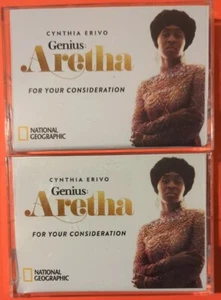 CYNTHIA ERIVO
Genius:
Aretha
FOR YOUR CONSIDERATION
NATIONAL
GEOGRAPHIC
CYNTHIA ERIVO
Genius:
Aretha
FOR YOUR CONSIDERATION
NATIONAL
GEOGRAPHIC